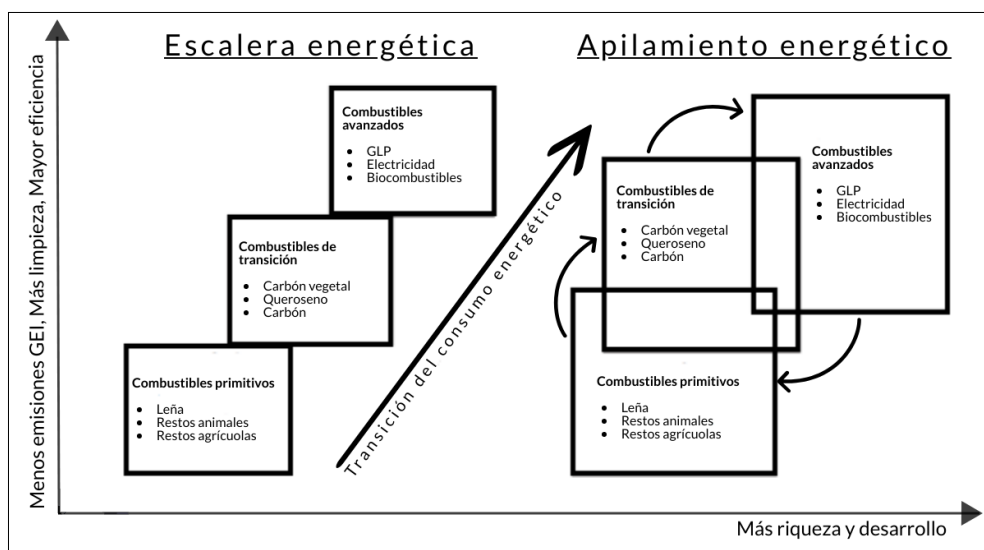 Escalera energética
Apilamiento energético
Menos emisiones GEI, Más limpieza, Mayor eficiencia
Combustibles
avanzados
• GLP
• Electricidad
• Biocombustibles
Combustibles de
transición
• Carbón vegetal
• Queroseno
• Carbón
Combustibles primitivos
• Leña
• Restos animales
• Restos agrícuolas
Transición del consumo energético
Combustibles
avanzados
• GLP
• Electricidad
• Biocombustibles
Combustibles de
transición
• Carbón vegetal
• Queroseno
• Carbón
Combustibles primitivos
• Leña
• Restos animales
• Restos agrícuolas
Más riqueza y desarrollo